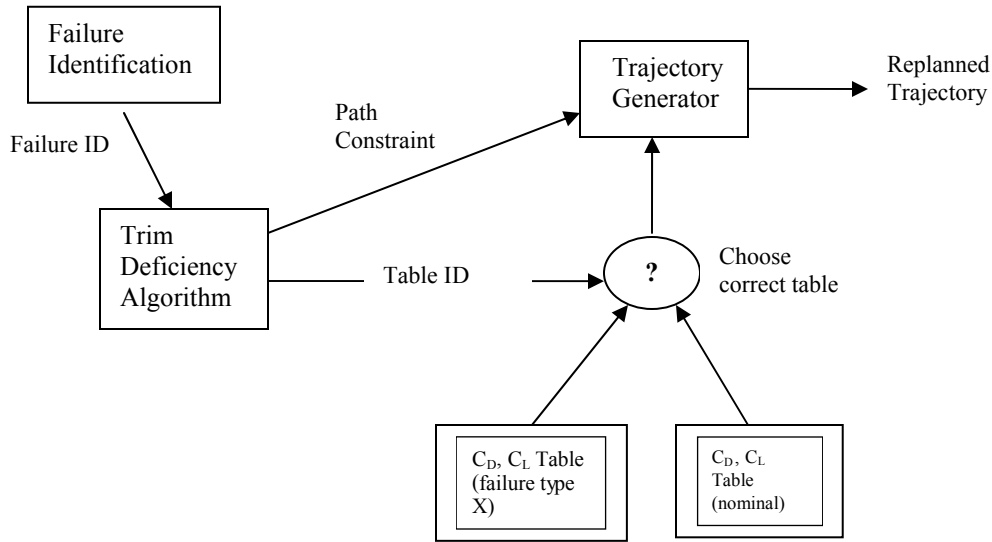 Failure
Identification
Failure ID
Trim
Deficiency
Algorithm
Path
Constraint
Table ID
Trajectory
Generator
Replanned
Trajectory
?
Choose
correct table
C_D, C_L Table
(failure type
X)
C_D, C_L
Table
(nominal)